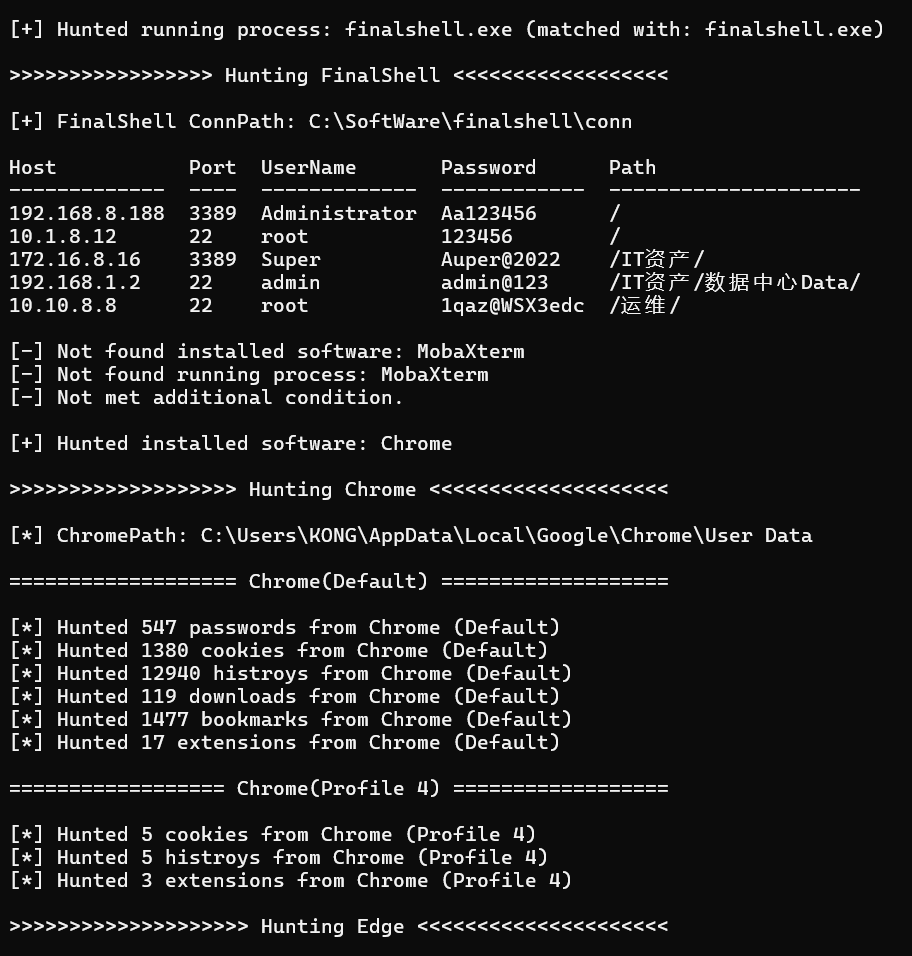 [+] Hunted running process: finalshell.exe (matched with: finalshell.exe)
>>>>>>>>>>>>>>>>> Hunting FinalShell <<<<<<<<<<<<<<<<<<
[+] FinalShell ConnPath: C:\SoftWare\finalshell\conn
Host           Port  UserName       Password      Path
-------------  ----  -------------  ------------  ---------------------
192.168.8.188  3389  Administrator  Aa123456      /
10.1.8.12      22    root           123456        /
172.16.8.16    3389  Super          Auper@2022    /IT资产/
192.168.1.2    22    admin          admin@123     /IT资产/数据中心Data/
10.10.8.8      22    root           1qaz@WSX3edc  /运维/
[-] Not found installed software: MobaXterm
[-] Not found running process: MobaXterm
[-] Not met additional condition.
[+] Hunted installed software: Chrome
>>>>>>>>>>>>>>>>>>> Hunting Chrome <<<<<<<<<<<<<<<<<<<<
[*] ChromePath: C:\Users\KONG\AppData\Local\Google\Chrome\User Data
=================== Chrome(Default) ===================
[*] Hunted 547 passwords from Chrome (Default)
[*] Hunted 1380 cookies from Chrome (Default)
[*] Hunted 12940 histroys from Chrome (Default)
[*] Hunted 119 downloads from Chrome (Default)
[*] Hunted 1477 bookmarks from Chrome (Default)
[*] Hunted 17 extensions from Chrome (Default)
================== Chrome(Profile 4) ==================
[*] Hunted 5 cookies from Chrome (Profile 4)
[*] Hunted 5 histroys from Chrome (Profile 4)
[*] Hunted 3 extensions from Chrome (Profile 4)
>>>>>>>>>>>>>>>>>>>> Hunting Edge <<<<<<<<<<<<<<<<<<<<<